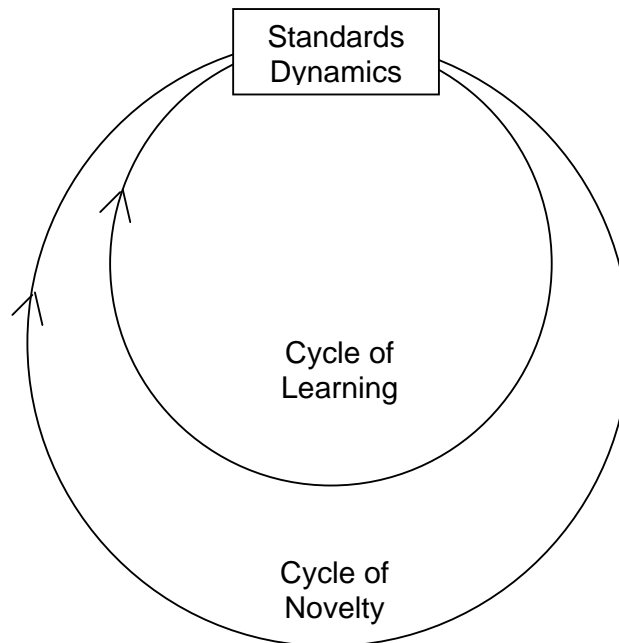 Standards
Dynamics
Cycle of
Learning
Cycle of
Novelty